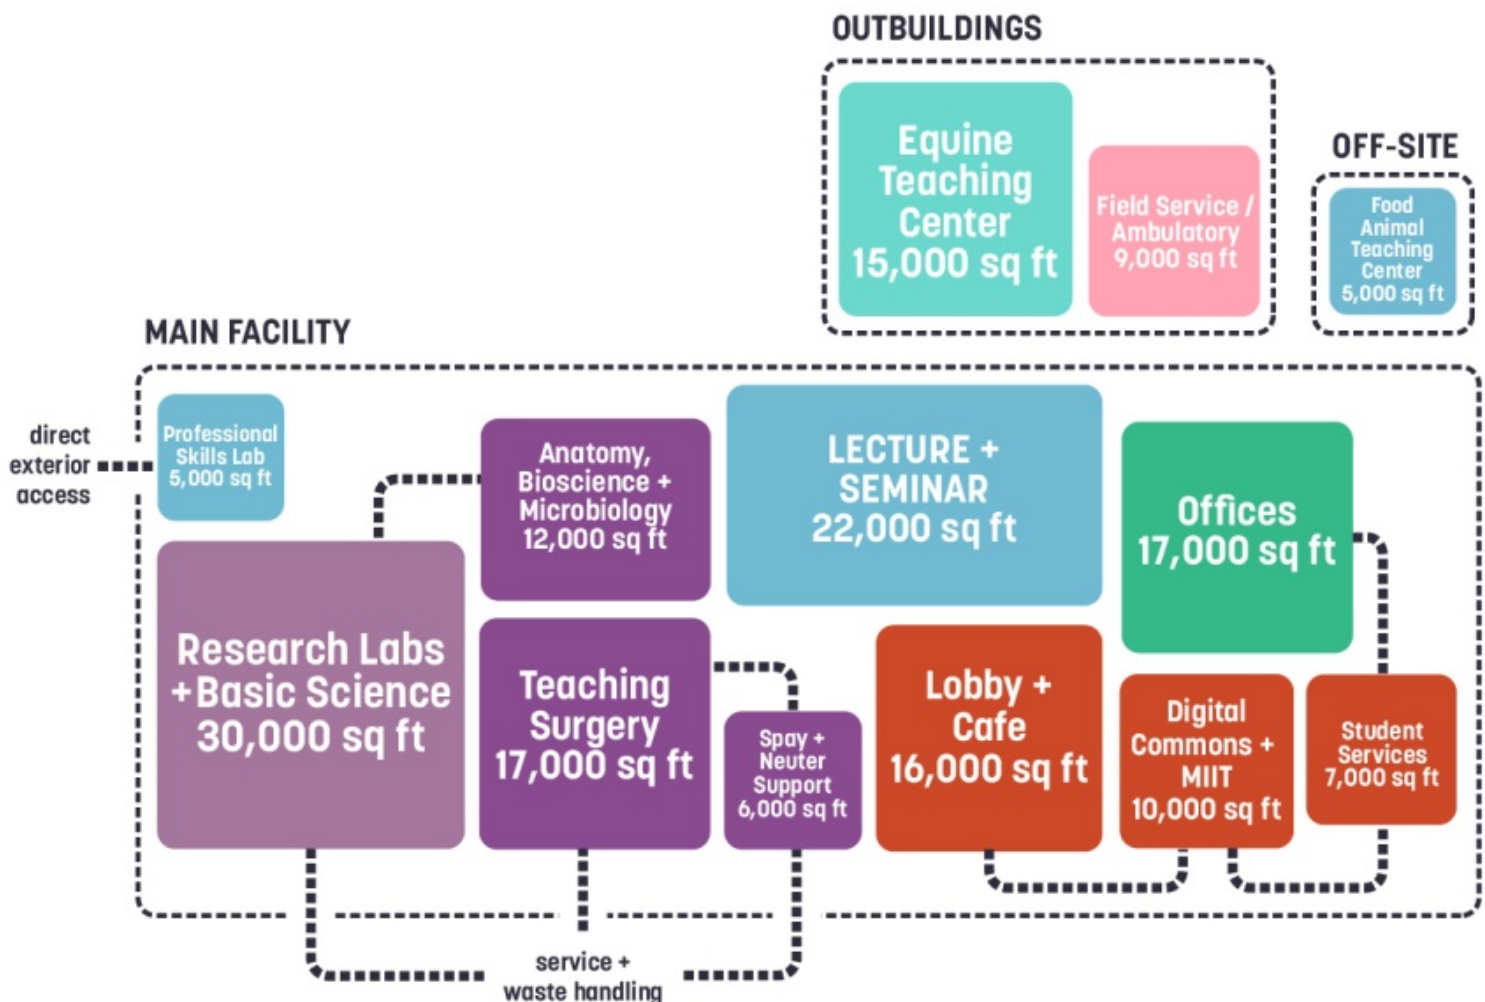 OUTBUILDINGS
Equine
Teaching
Center
15,000 sq ft
Field Service /
Ambulatory
9,000 sq ft
OFF-SITE
Food
Animal
Teaching
Center
5,000 sq ft
MAIN FACILITY
direct
exterior
access
Professional
Skills Lab
5,000 sq ft
Anatomy,
Bioscience +
Microbiology
12,000 sq ft
LECTURE +
SEMINAR
22,000 sq ft
Offices
17,000 sq ft
Research Labs
+Basic Science
30,000 sq ft
Teaching
Surgery
17,000 sq ft
Spay +
Neuter
Support
6,000 sq ft
Lobby +
Cafe
16,000 sq ft
Digital
Commons +
MIIT
10,000 sq ft
Student
Services
7,000 sq ft
service +
waste handling